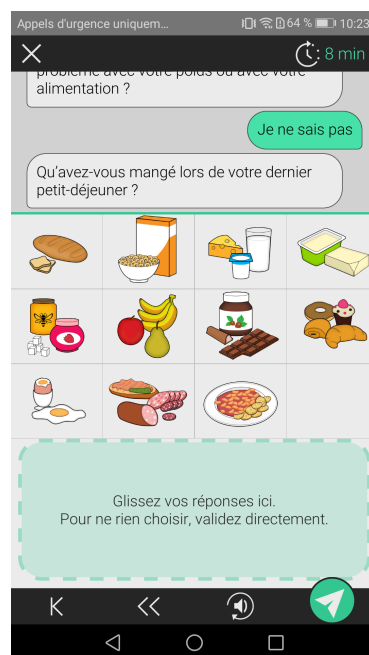 Appels d'urgence uniquem... 64 % 10:23
8 min
problème avec votre poids ou avec votre
alimentation ?
Je ne sais pas
Qu'avez-vous mangé lors de votre dernier
petit-déjeuner ?
Glissez vos réponses ici.
Pour ne rien choisir, validez directement.